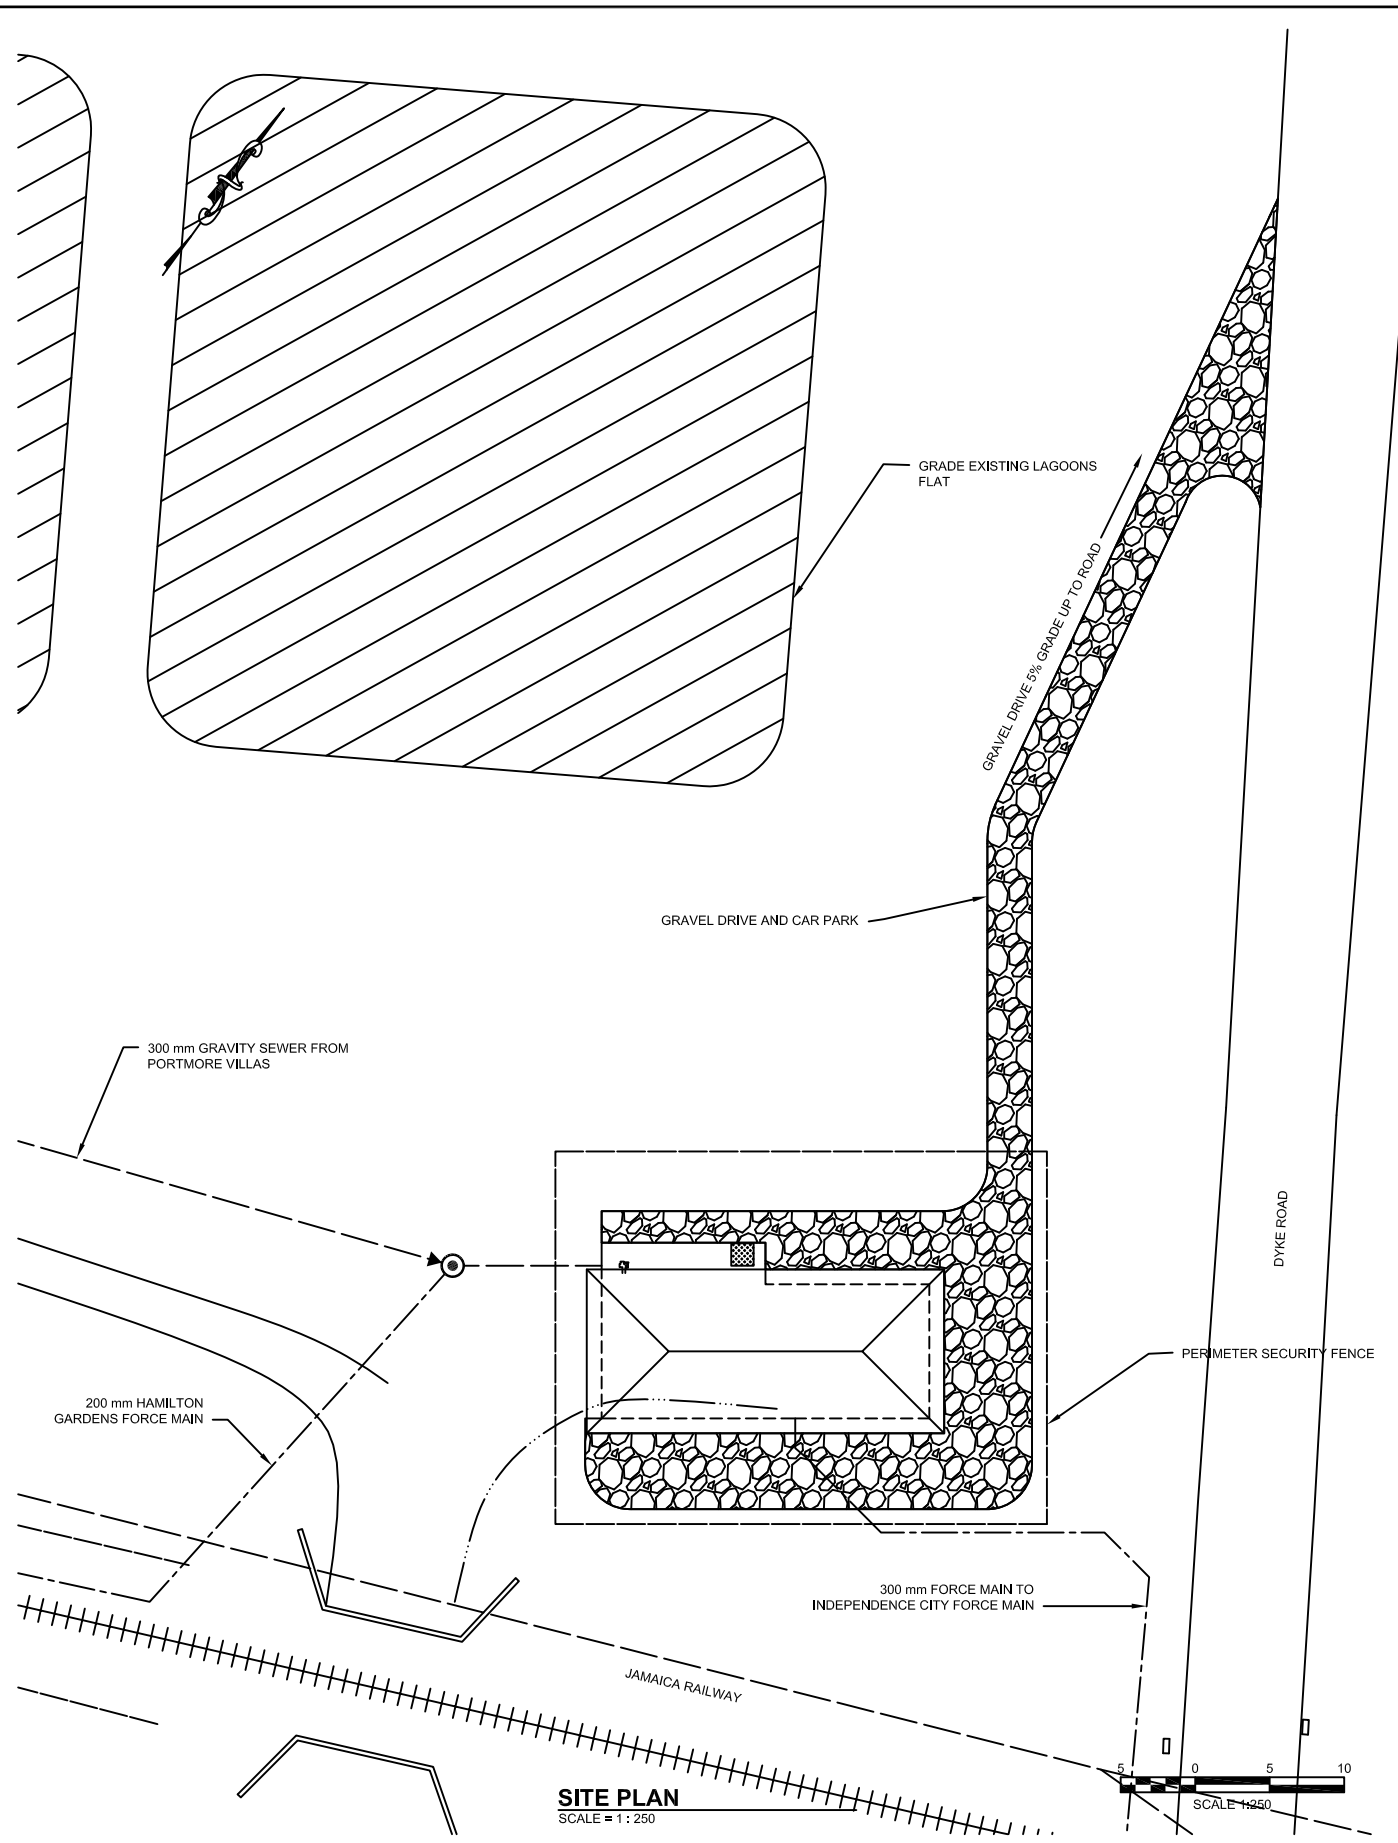 GRADE EXISTING LAGOONS
FLAT
GRAVEL DRIVE 5% GRADE UP TO ROAD
GRAVEL DRIVE AND CAR PARK
300 mm GRAVITY SEWER FROM
PORTMORE VILLAS
DYKE ROAD
PERIMETER SECURITY FENCE
200 mm HAMILTON
GARDENS FORCE MAIN
300 mm FORCE MAIN TO
INDEPENDENCE CITY FORCE MAIN
JAMAICA RAILWAY
5 0 5 10
SCALE 1:250
SITE PLAN
SCALE = 1 : 250